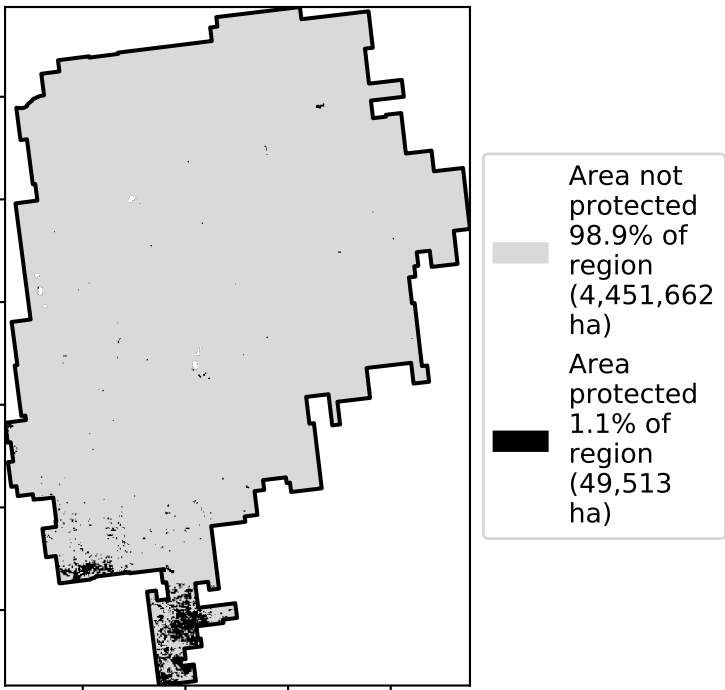 Area not
protected
98.9% of
region
(4,451,662
ha)
Area
protected
1.1% of
region
(49,513
ha)